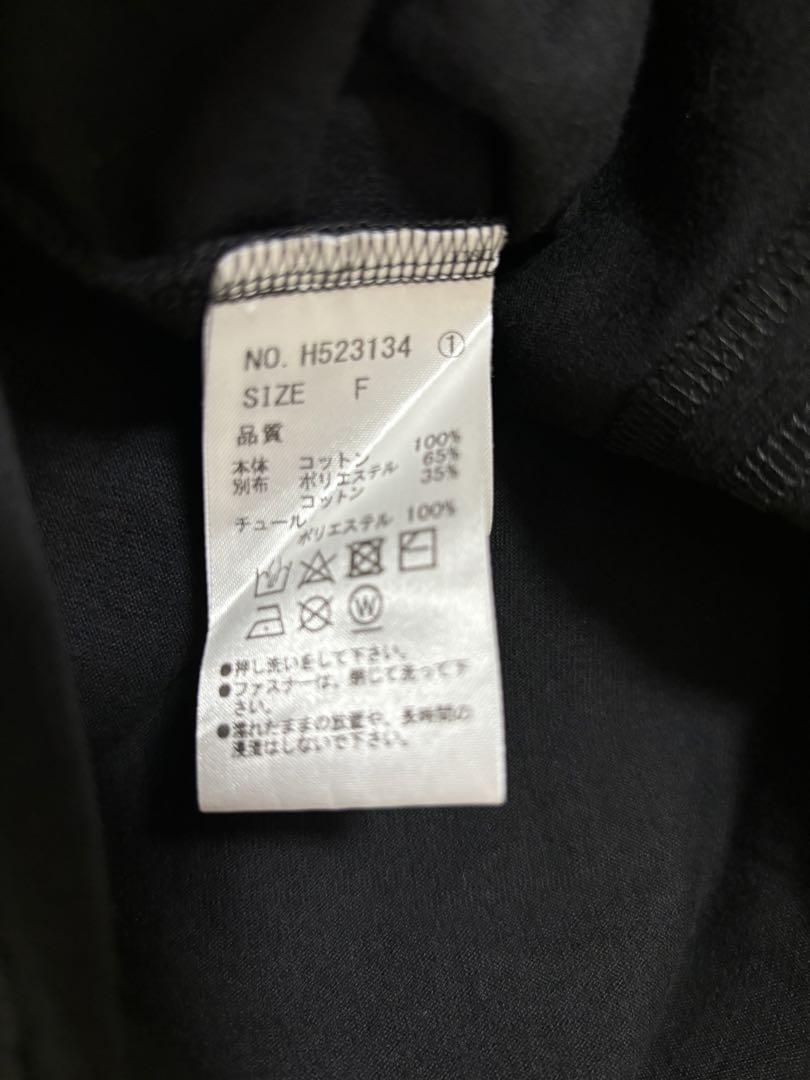 NO. H523134 ①
SIZE F
品質
本体 コットン 100%
別布 ポリエステル 65%
コットン 35%
チュール
ポリエステル 100%
W
●押し洗いをして下さい。
●ファスナーは、閉じて洗って下
さい。
●濡れたままの放置や、長時間の
浸漬はしないで下さい。